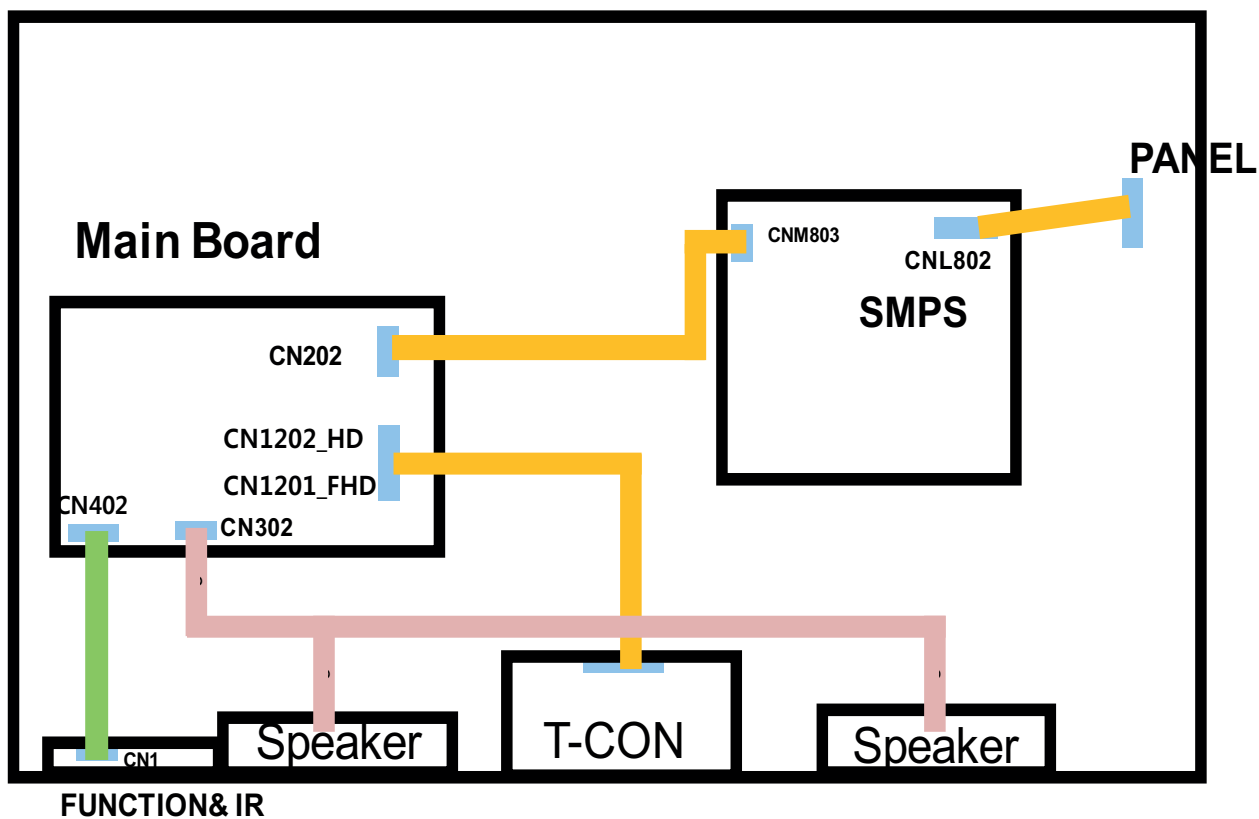 PANEL
Main Board
CNM803
CNL802
SMPS
CN202
CN1202_HD
CN1201_FHD
CN402
CN302
Speaker
T-CON
Speaker
CN1
FUNCTION& IR